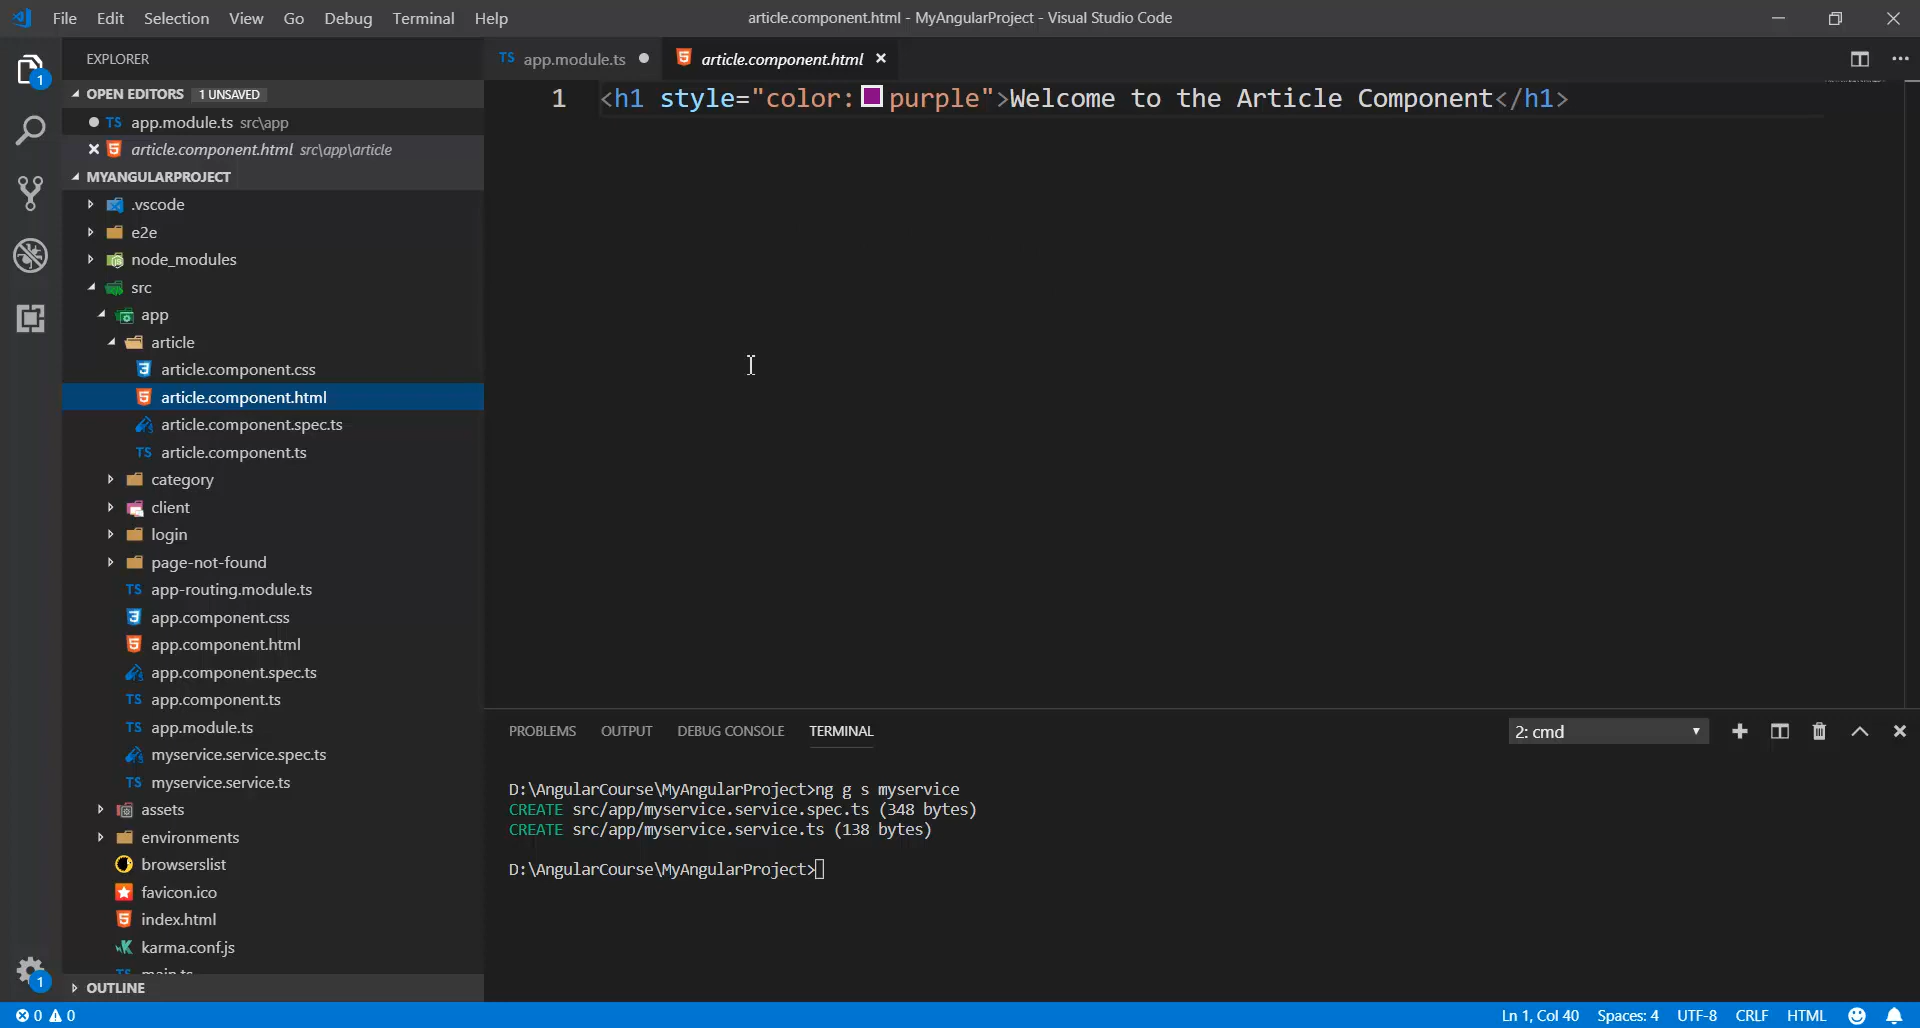 File Edit Selection View Go Debug Terminal Help
article.component.html - MyAngularProject - Visual Studio Code
EXPLORER
OPEN EDITORS 1 UNSAVED
TS app.module.ts src\app
article.component.html src\app\article
MYANGULARPROJECT
.vscode
e2e
node_modules
src
app
article
article.component.css
article.component.html
article.component.spec.ts
TS article.component.ts
category
client
login
page-not-found
TS app-routing.module.ts
app.component.css
app.component.html
app.component.spec.ts
TS app.component.ts
TS app.module.ts
myservice.service.spec.ts
TS myservice.service.ts
assets
environments
browserslist
favicon.ico
index.html
karma.conf.js
TS main.ts
OUTLINE
1
1
TS app.module.ts
article.component.html
1 <h1 style="color:purple">Welcome to the Article Component</h1>
PROBLEMS OUTPUT DEBUG CONSOLE TERMINAL
2: cmd
D:\AngularCourse\MyAngularProject>ng g s myservice
CREATE src/app/myservice.service.spec.ts (348 bytes)
CREATE src/app/myservice.service.ts (138 bytes)
D:\AngularCourse\MyAngularProject>
0 0
Ln 1, Col 40 Spaces: 4 UTF-8 CRLF HTML